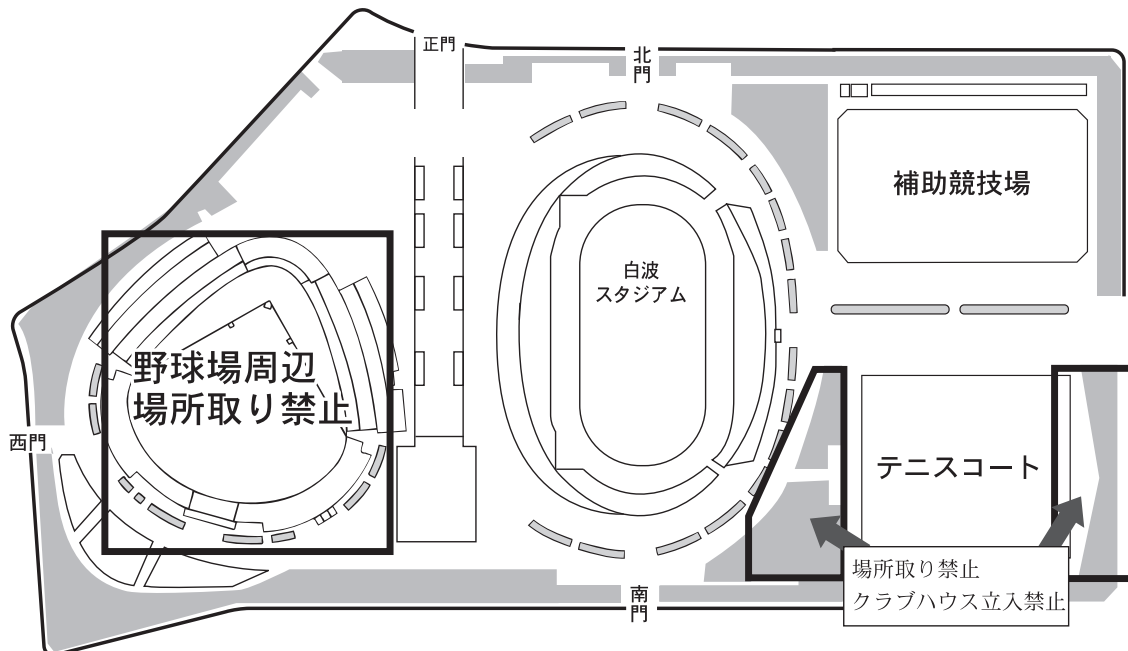 正門
北門
補助競技場
白波
スタジアム
野球場周辺
場所取り禁止
西門
テニスコート
場所取り禁止
クラブハウス立入禁止
南門